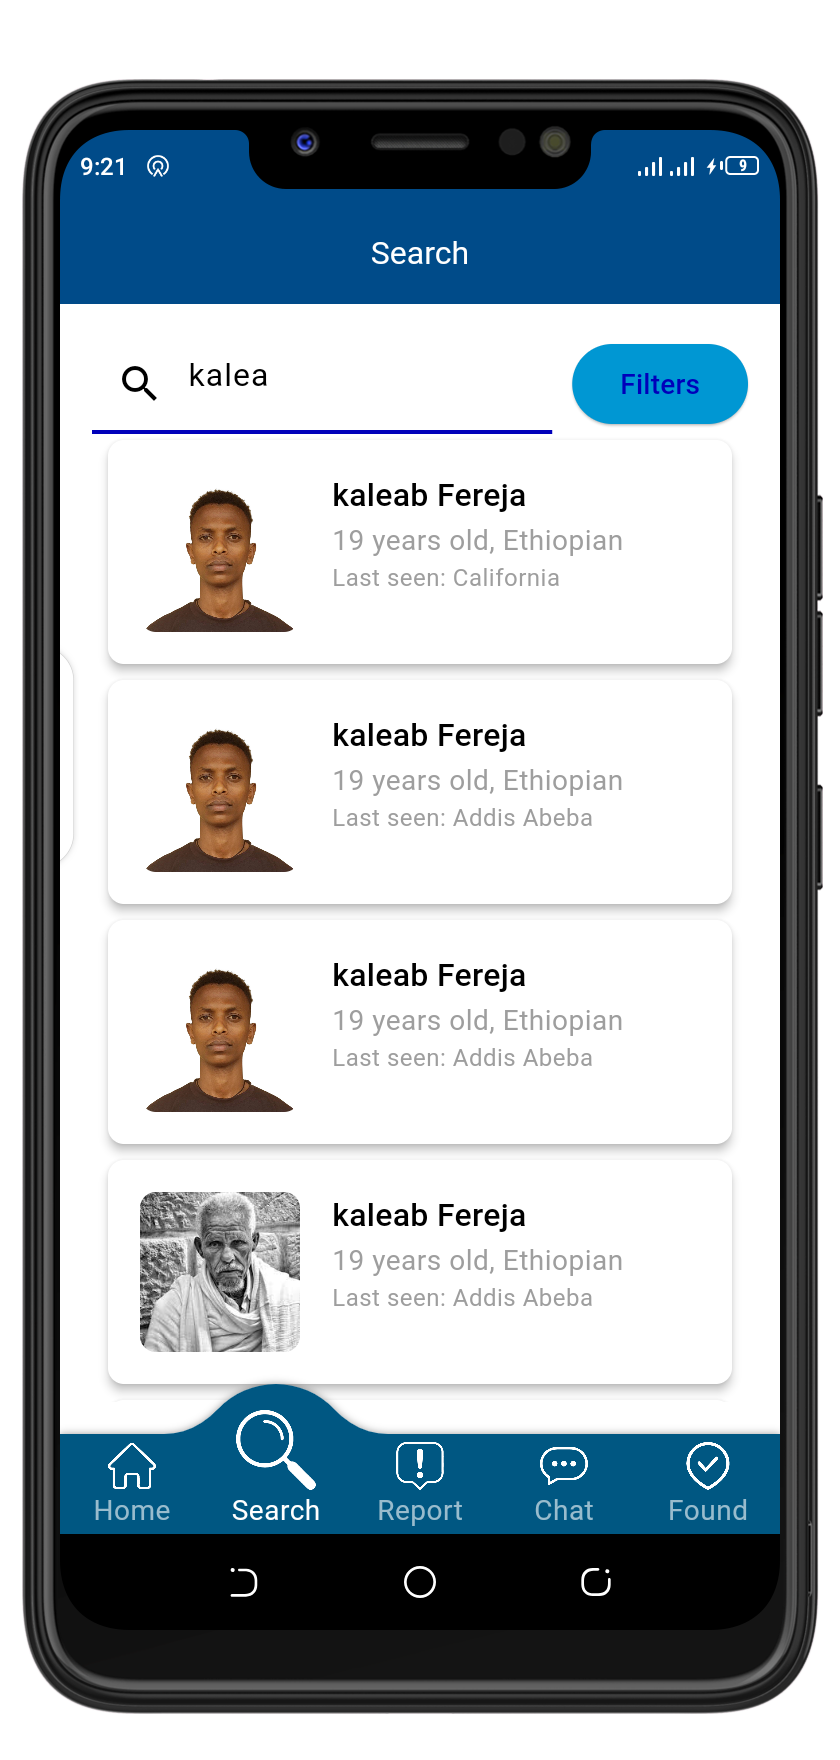 9:21
9
Search
kalea
Filters
kaleab Fereja
19 years old, Ethiopian
Last seen: California
kaleab Fereja
19 years old, Ethiopian
Last seen: Addis Abeba
kaleab Fereja
19 years old, Ethiopian
Last seen: Addis Abeba
kaleab Fereja
19 years old, Ethiopian
Last seen: Addis Abeba
Home
Search
Report
Chat
Found